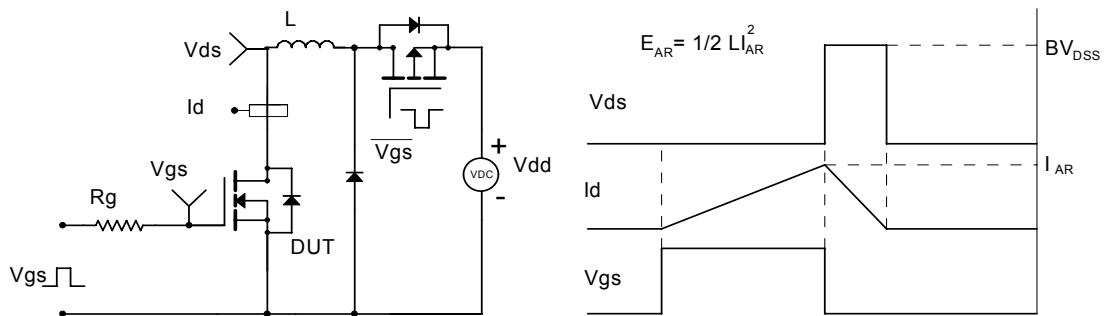 L
Vds
Id
Vgs
Rg
Vgs
DUT
Vgs
+
VDC
Vdd
-
E_AR = 1/2 LI_AR^2
BV_DSS
Vds
I_AR
Id
Vgs